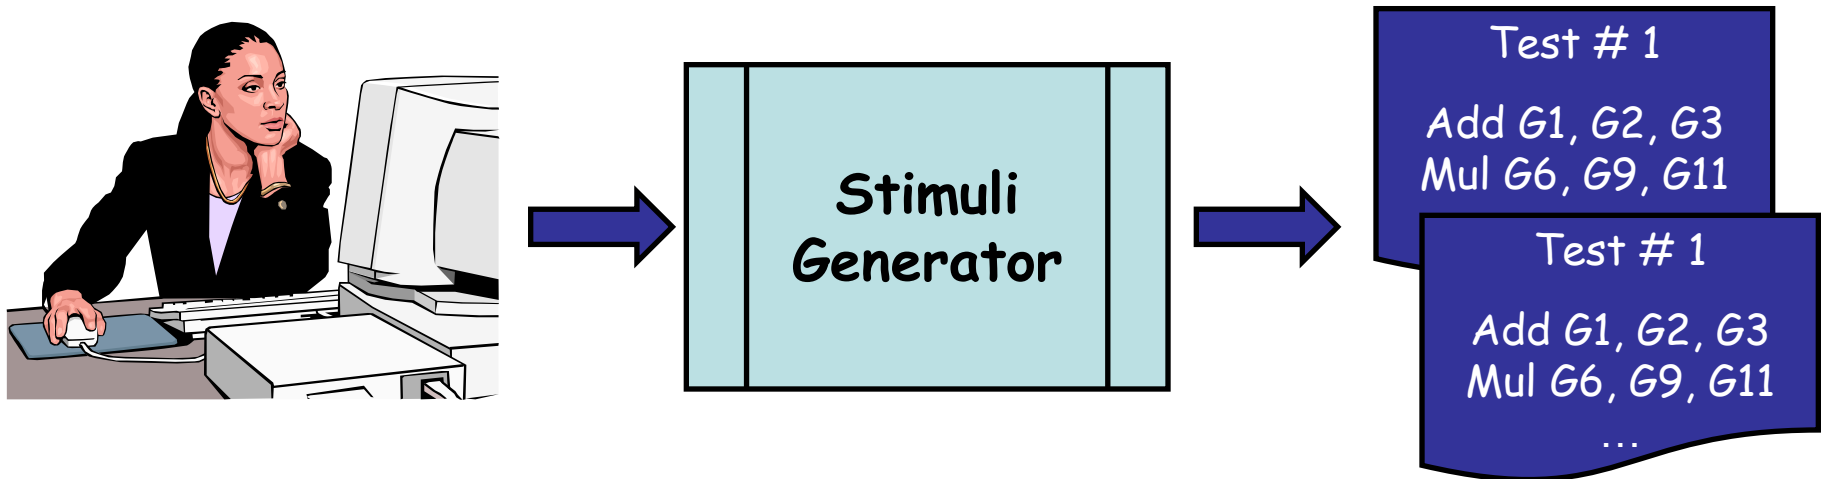 Stimuli
Generator
Test # 1
Add G1, G2, G3
Mul G6, G9, G11
Test # 1
Add G1, G2, G3
Mul G6, G9, G11
...